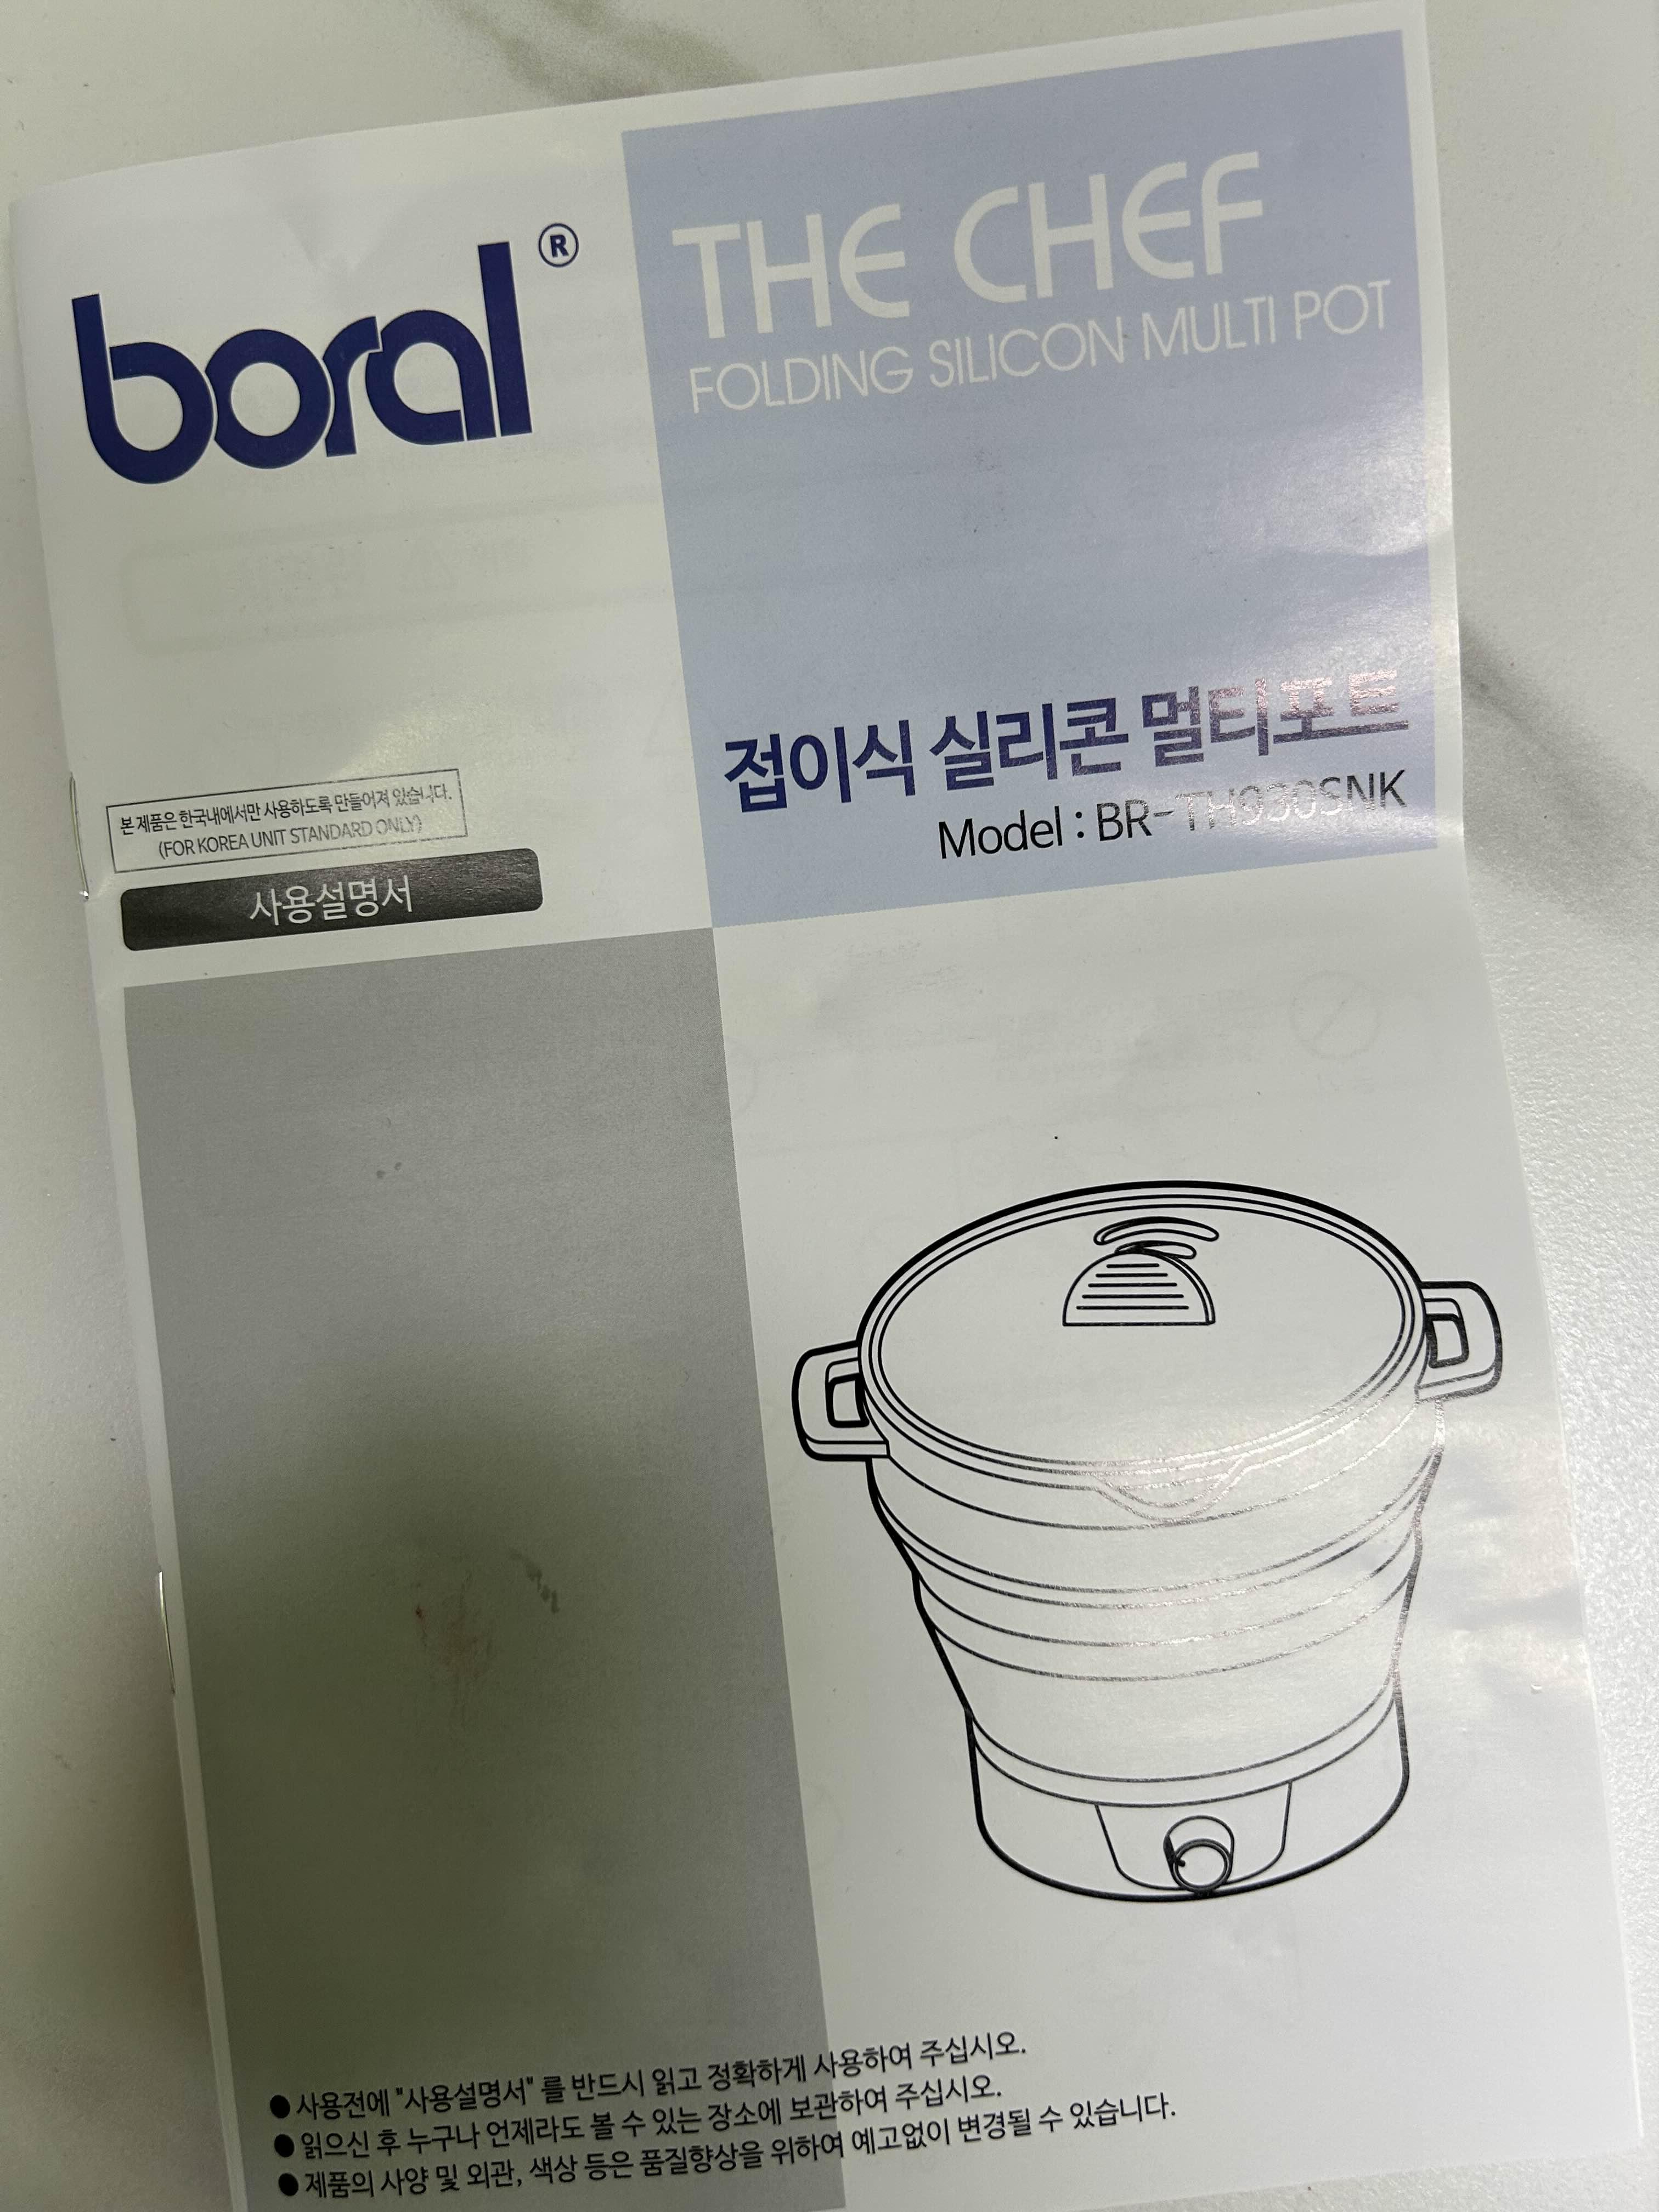 boral®
THE CHEF
FOLDING SILICON MULTI POT
접이식 실리콘 멀티포트
Model : BR- TH930SNK
본 제품은 한국내에서만 사용하도록 만들어져 있습니다.
(FOR KOREA UNIT STANDARD ONLY)
사용설명서
● 사용전에 "사용설명서" 를 반드시 읽고 정확하게 사용하여 주십시오.
● 읽으신 후 누구나 언제라도 볼 수 있는 장소에 보관하여 주십시오.
● 제품의 사양 및 외관, 색상 등은 품질향상을 위하여 예고없이 변경될 수 있습니다.